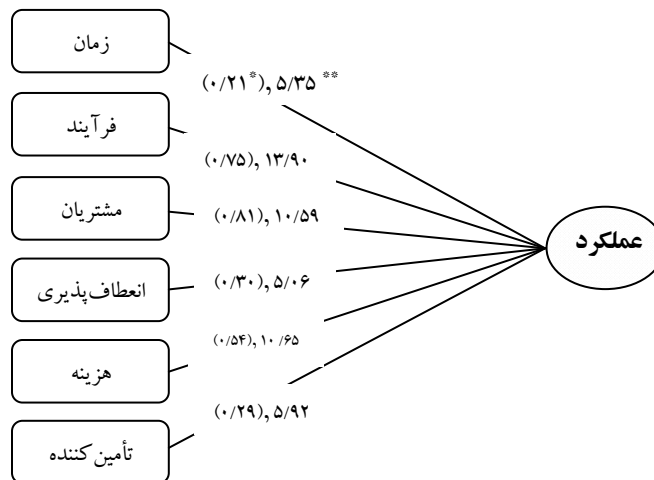 زمان
(۰/۲۱*), ۵/۳۵ **
فرآیند
(۰/۷۵), ۱۳/۹۰
مشتریان
(۰/۸۱), ۱۰/۵۹
عملکرد
انعطاف‌پذیری
(۰/۳۰), ۵/۰۶
هزینه
(۰/۵۴), ۱۰/۶۵
تأمین کننده
(۰/۲۹), ۵/۹۲